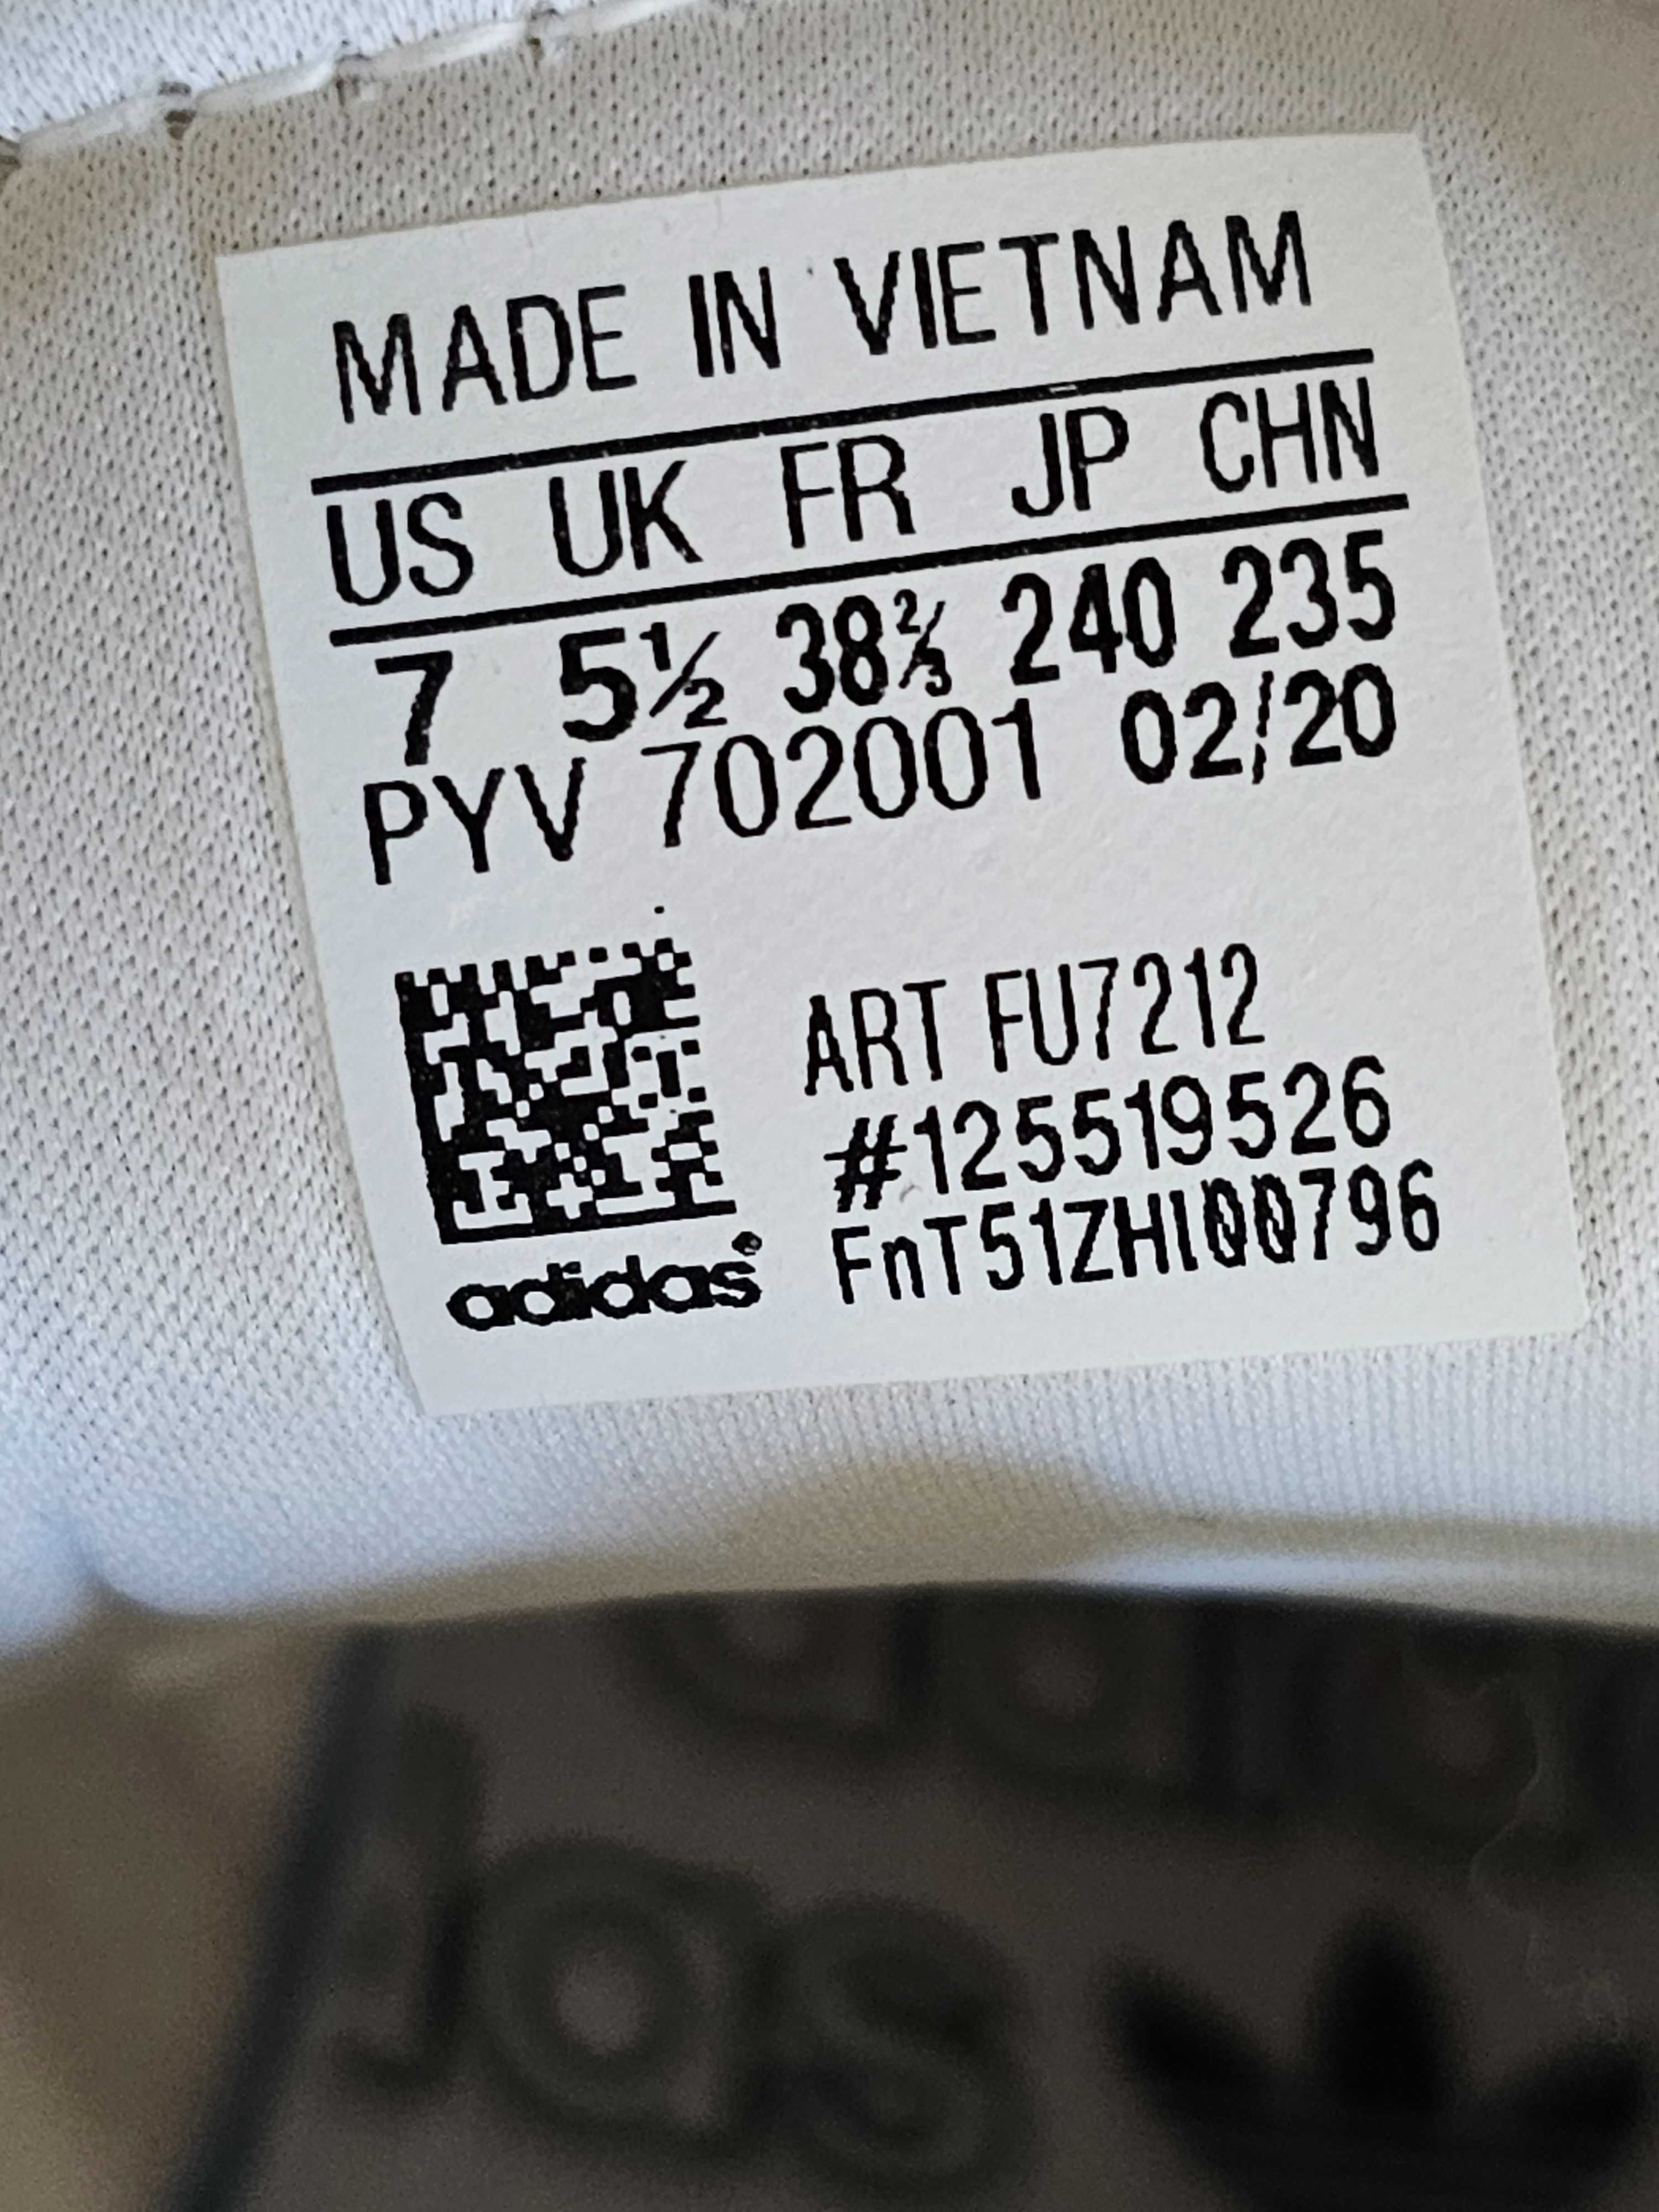 MADE IN VIETNAM
US UK FR JP CHN
7 5½ 38⅔ 240 235
PYV 702001 02/20
ART FU7212
#125519526
FnT51ZHI00796
adidas®